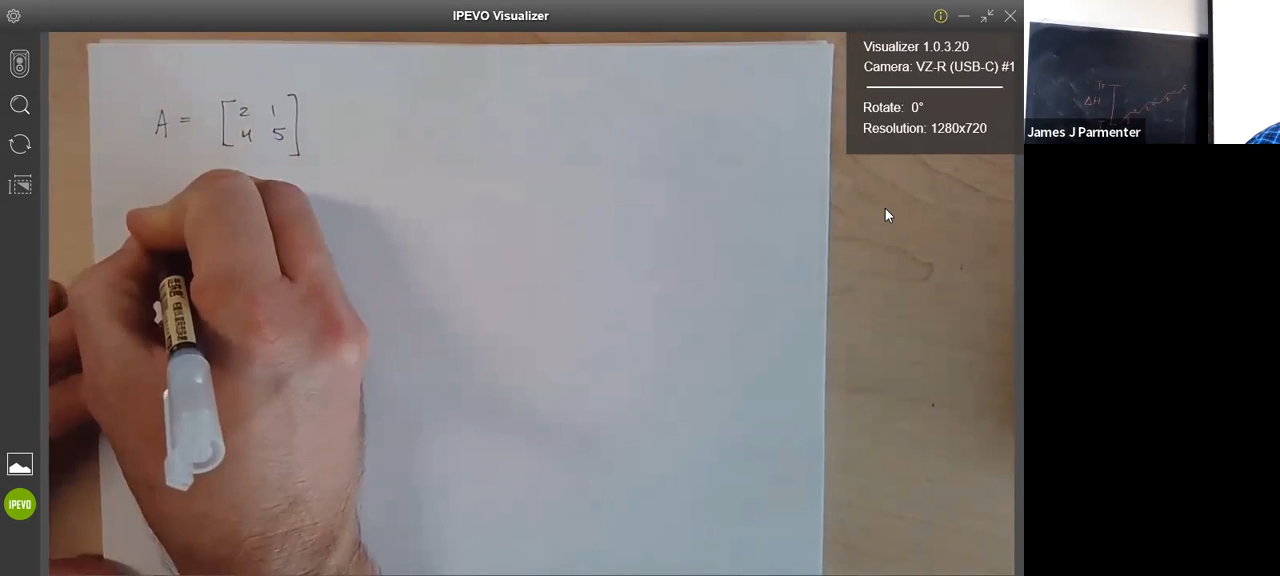 IPEVO Visualizer
Visualizer 1.0.3.20
Camera: VZ-R (USB-C) #1
Rotate: 0°
Resolution: 1280x720
A = [2 1
4 5]
ΔH
James J Parmenter
IPEVO